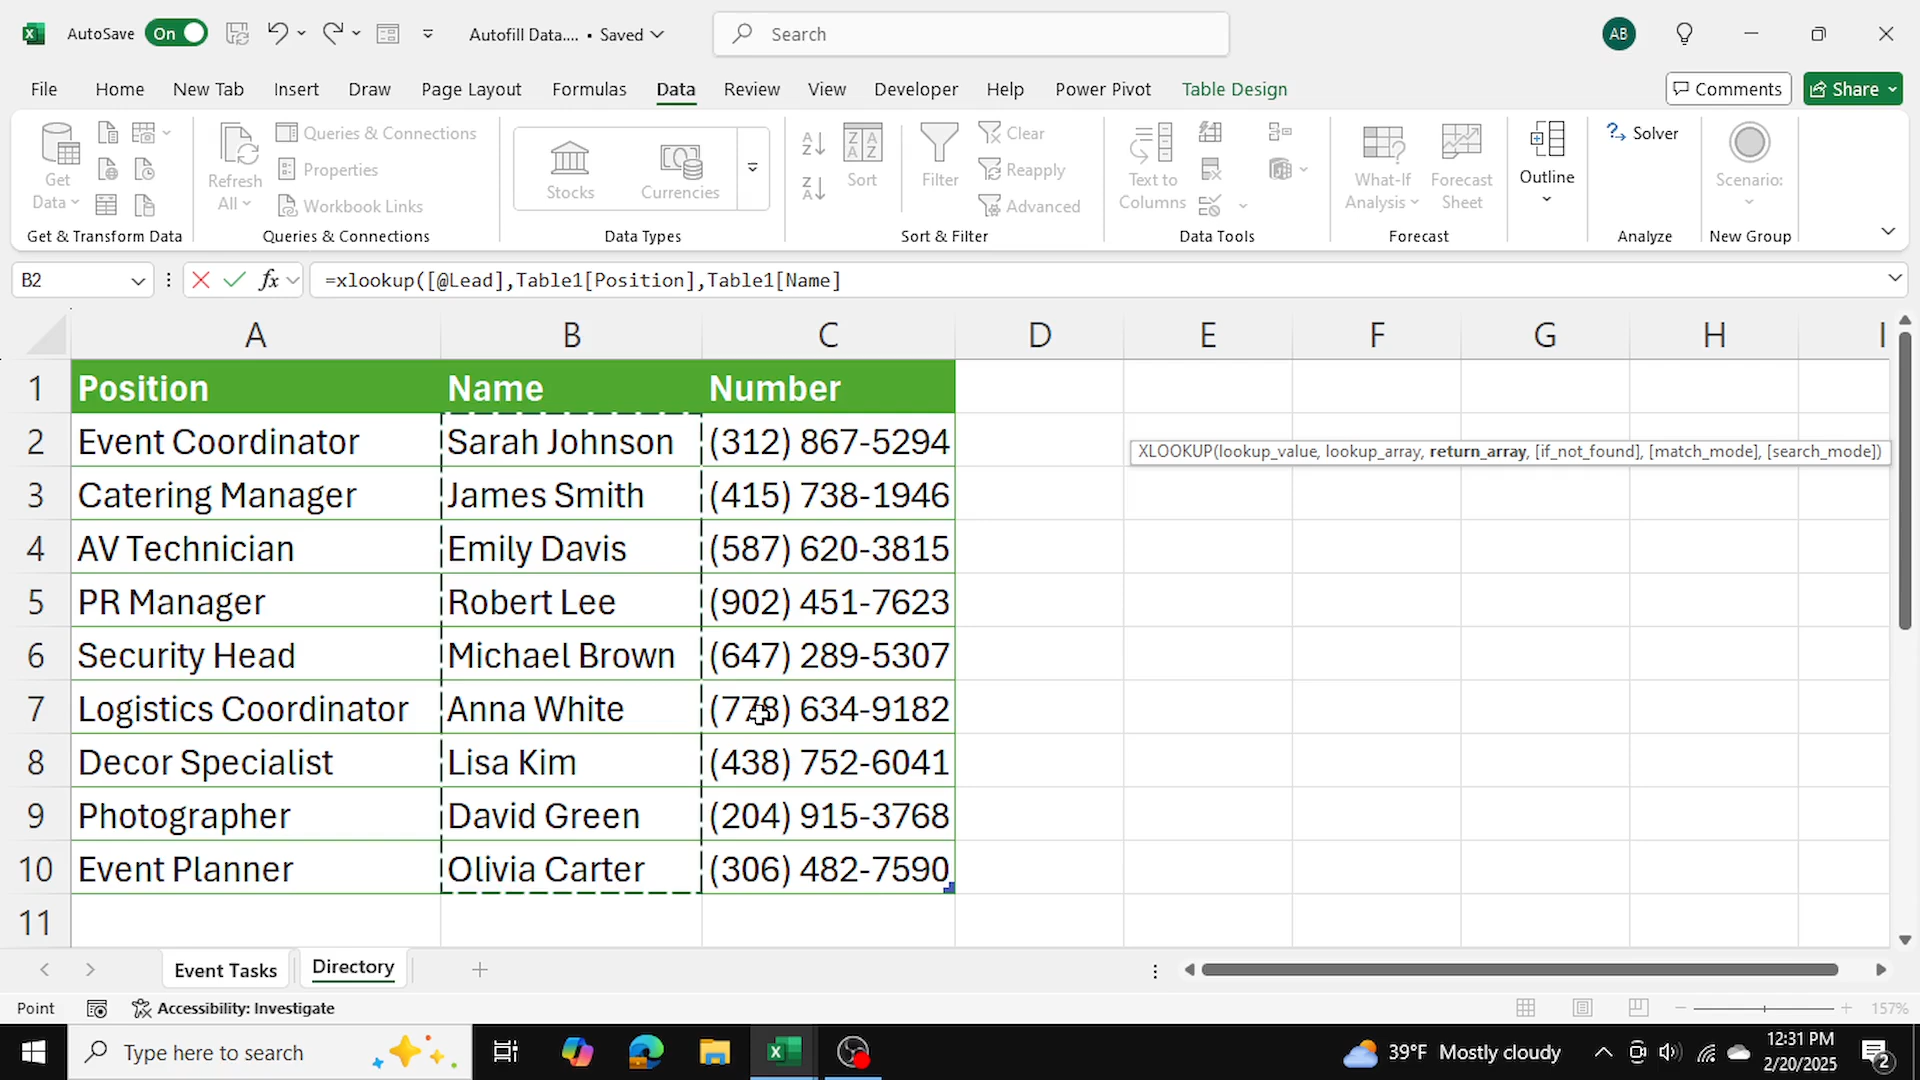 AutoSave On Autofill Data.... • Saved Search AB
File Home New Tab Insert Draw Page Layout Formulas Data Review View Developer Help Power Pivot Table Design Comments Share
Get Data
Refresh All
Queries & Connections
Properties
Workbook Links
Stocks
Currencies
Sort
Filter
Clear
Reapply
Advanced
Text to Columns
What-If Analysis
Forecast Sheet
Outline
Solver
Scenario:
Get & Transform Data Queries & Connections Data Types Sort & Filter Data Tools Forecast Analyze New Group
B2 fx =xlookup([@Lead],Table1[Position],Table1[Name]
A B C D E F G H I
1 Position Name Number
2 Event Coordinator Sarah Johnson (312) 867-5294
XLOOKUP(lookup_value, lookup_array, return_array, [if_not_found], [match_mode], [search_mode])
3 Catering Manager James Smith (415) 738-1946
4 AV Technician Emily Davis (587) 620-3815
5 PR Manager Robert Lee (902) 451-7623
6 Security Head Michael Brown (647) 289-5307
7 Logistics Coordinator Anna White (778) 634-9182
8 Decor Specialist Lisa Kim (438) 752-6041
9 Photographer David Green (204) 915-3768
10 Event Planner Olivia Carter (306) 482-7590
11
Event Tasks Directory
Point Accessibility: Investigate 157%
Type here to search 39°F Mostly cloudy 12:31 PM
2/20/2025 2